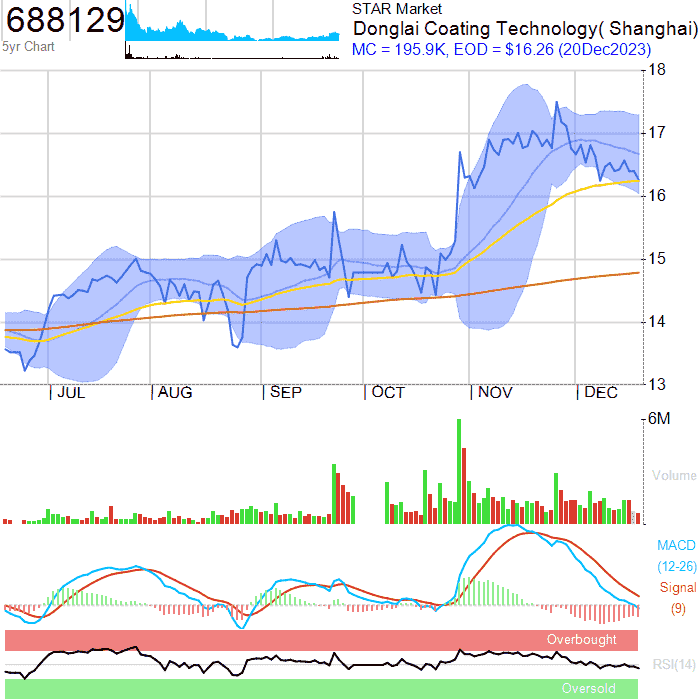 688129
5yr Chart
STAR Market
Donglai Coating Technology( Shanghai)
MC = 195.9K, EOD = $16.26 (20Dec2023)
18
17
16
15
14
13
JUL AUG SEP OCT NOV DEC
6M
Volume
MACD
(12-26)
Signal
(9)
Overbought
RSI(14)
Oversold